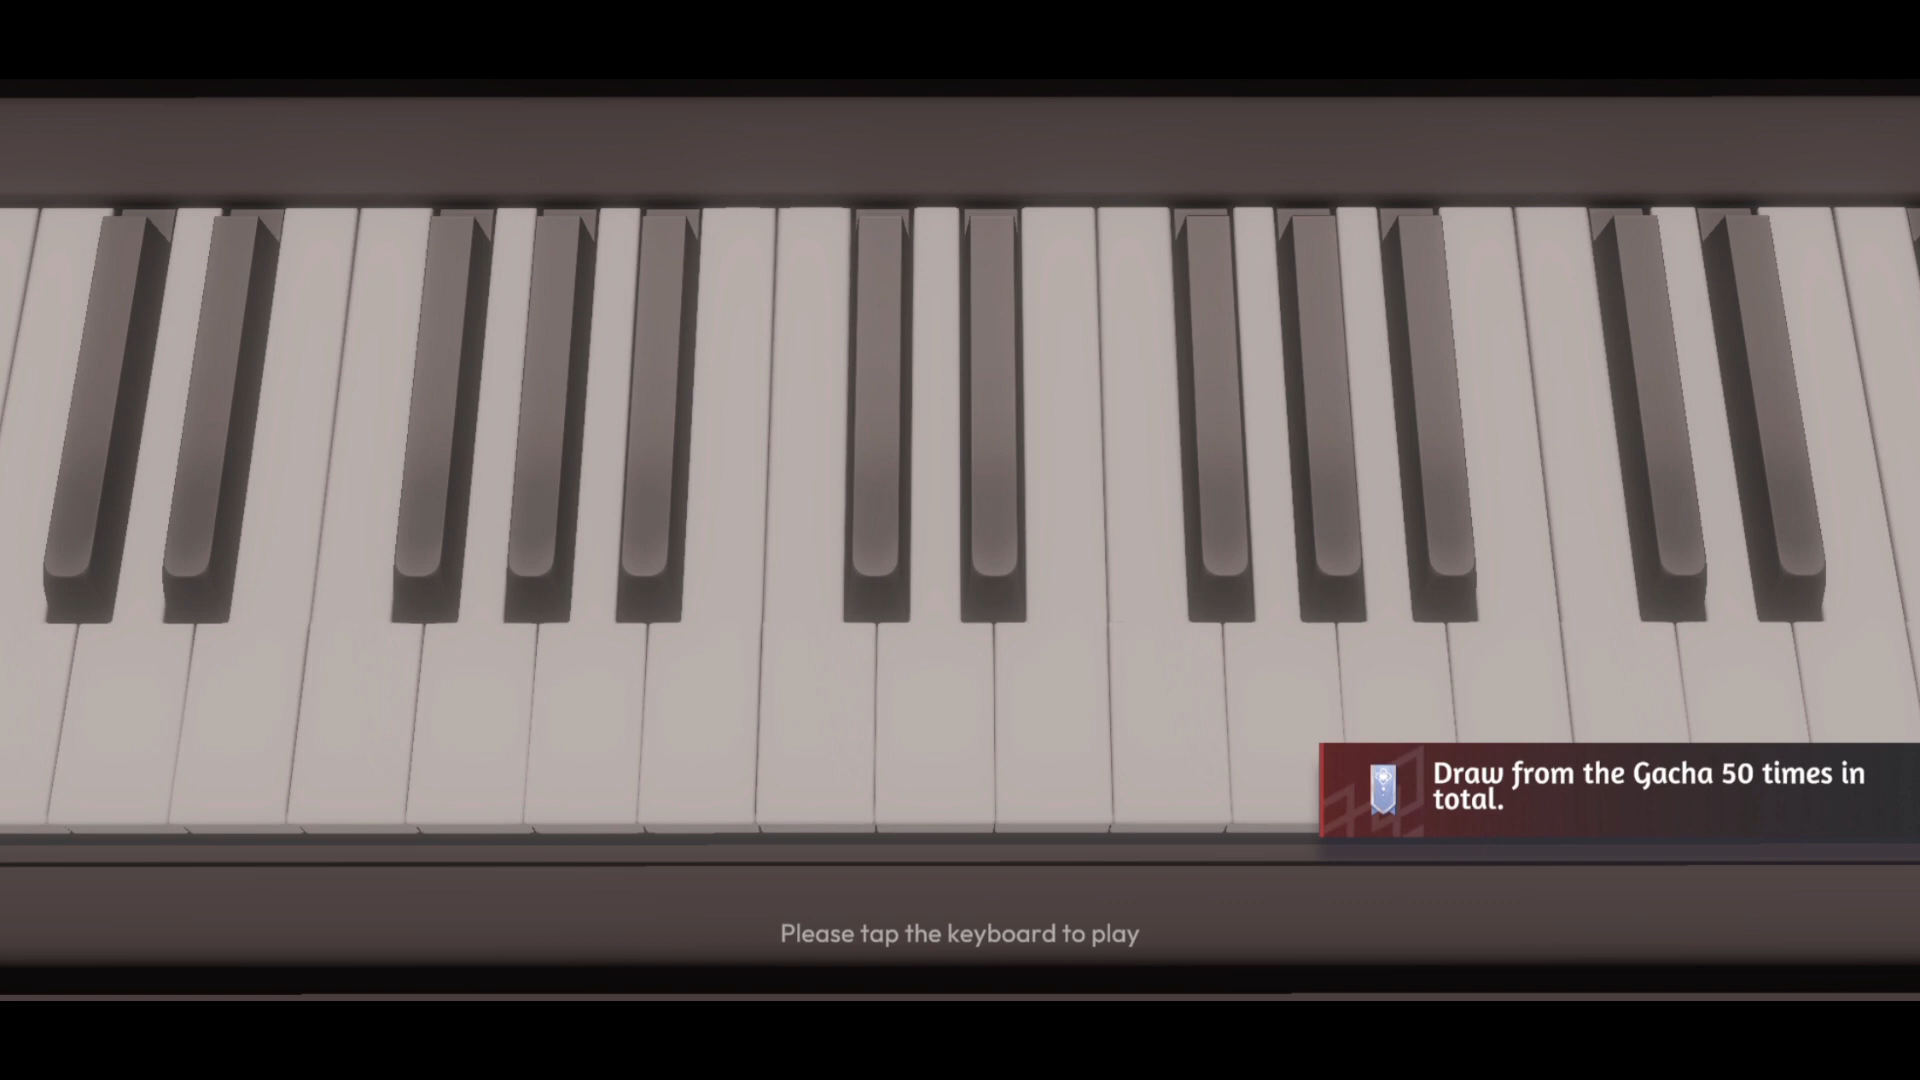 Draw from the Gacha 50 times in
total.
Please tap the keyboard to play